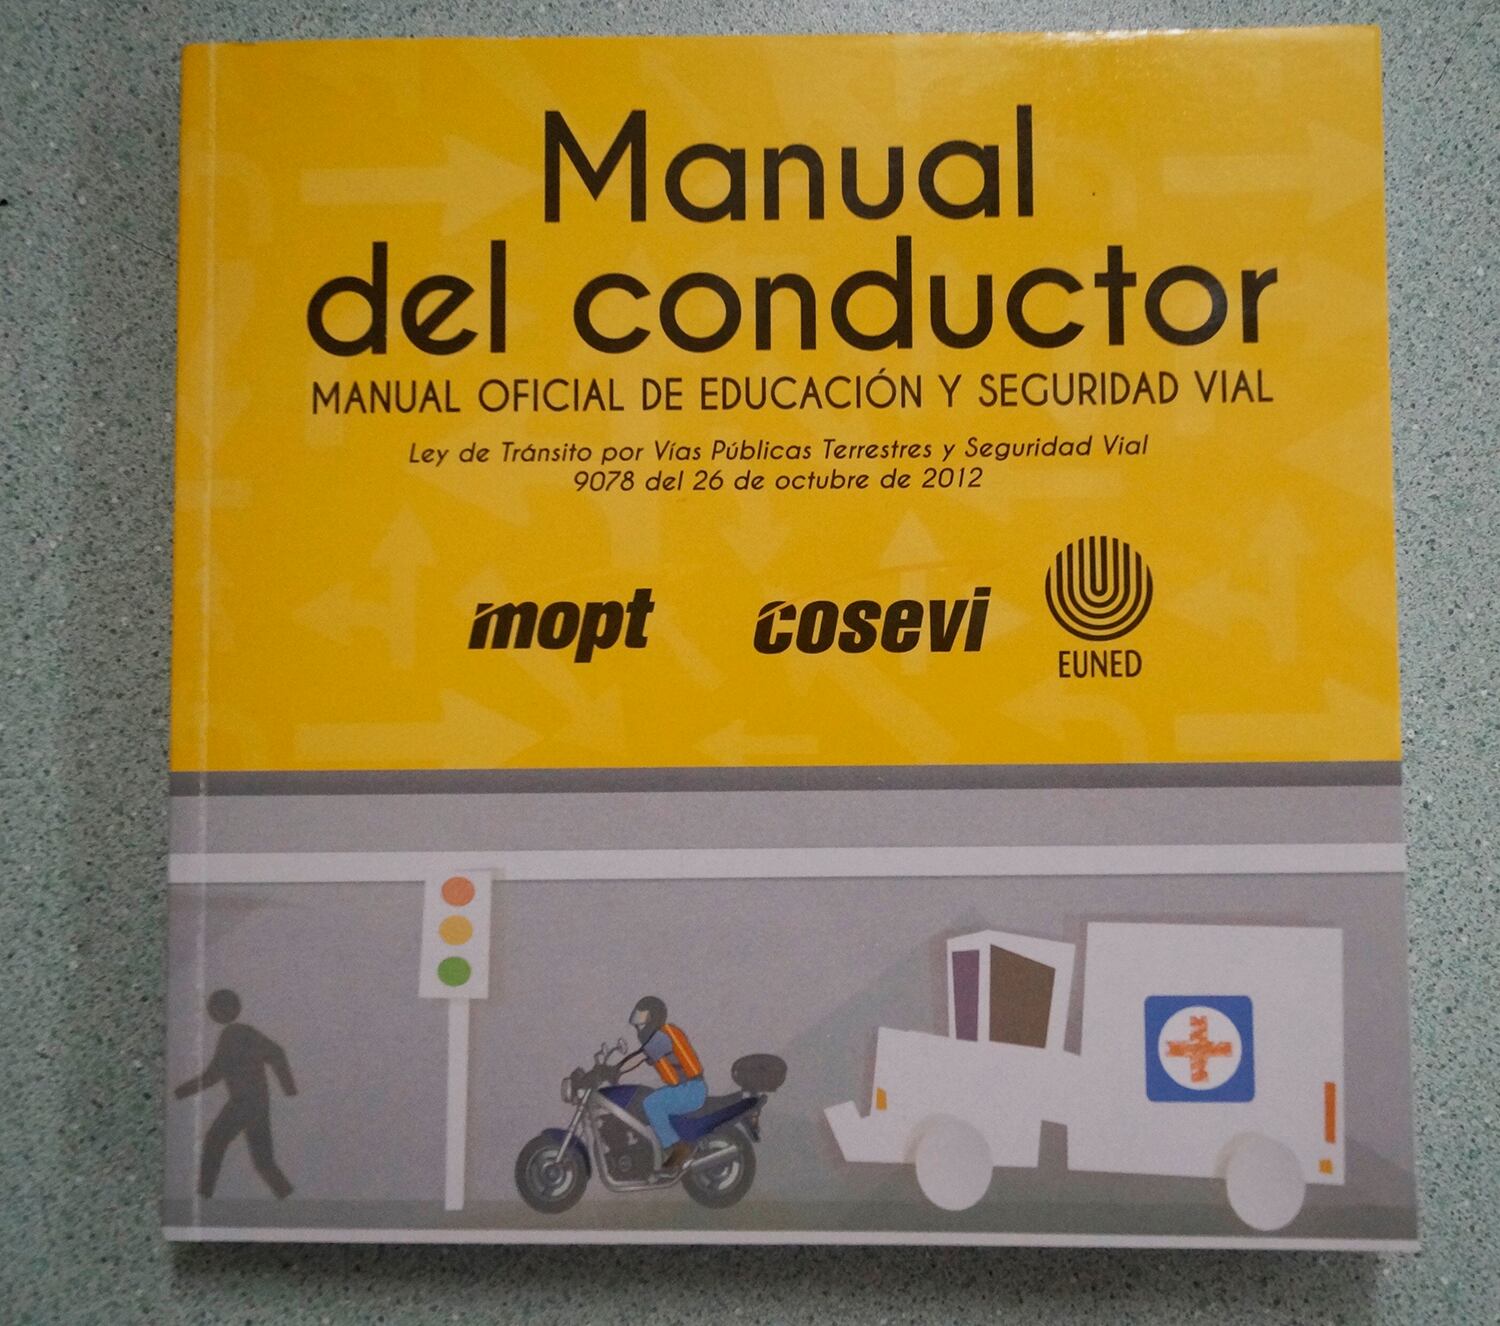 Manual
del conductor
MANUAL OFICIAL DE EDUCACIÓN Y SEGURIDAD VIAL
Ley de Tránsito por Vías Públicas Terrestres y Seguridad Vial
9078 del 26 de octubre de 2012
mopt cosevi
EUNED